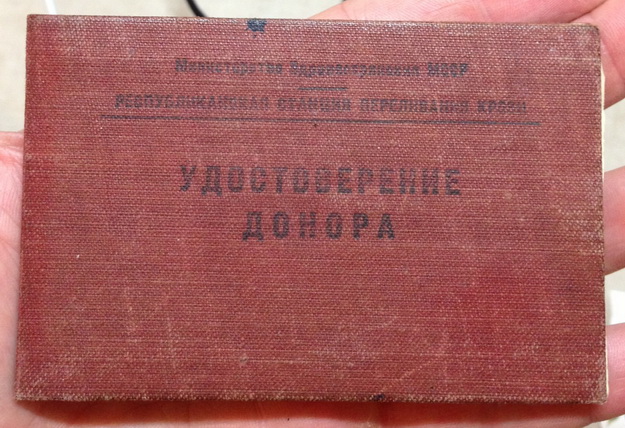 Министерство Здравоохранения МССР
РЕСПУБЛИКАНСКАЯ СТАНЦИЯ ПЕРЕЛИВАНИЯ КРОВИ
УДОСТОВЕРЕНИЕ
ДОНОРА